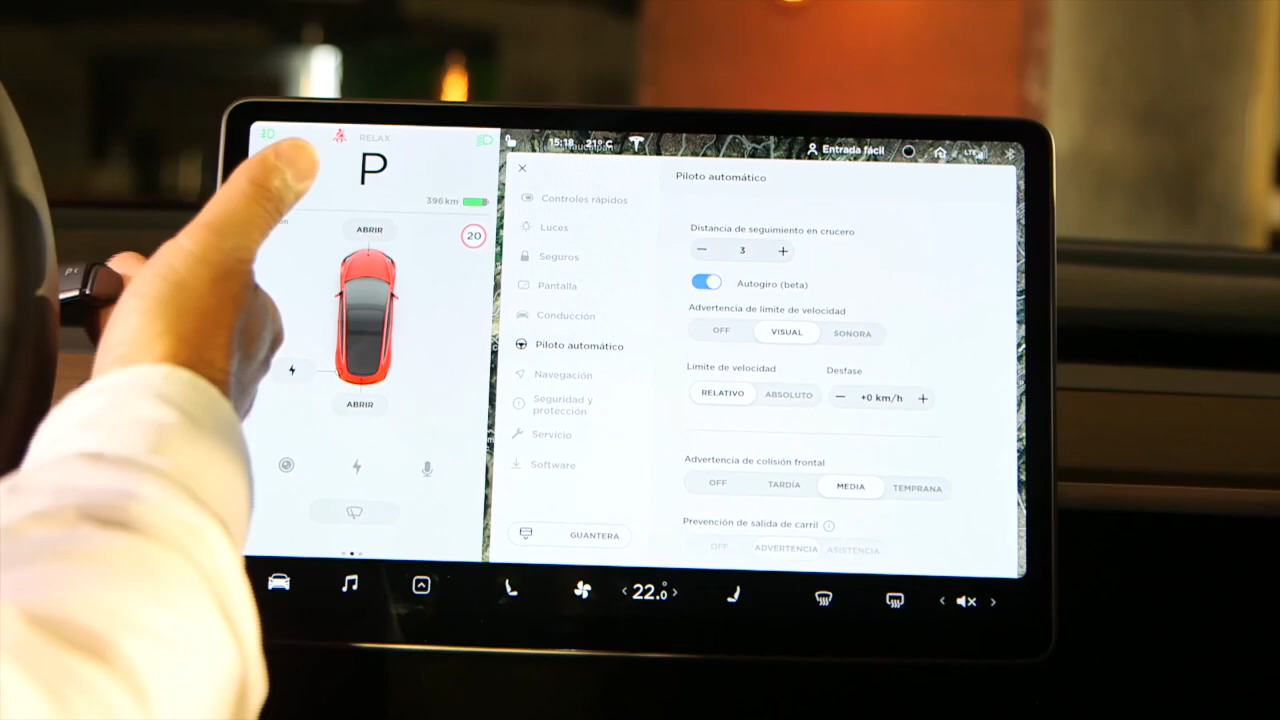 RELAX
P
396 km
ABRIR
20
ABRIR
15:18 21°C
Entrada fácil
LTE
Piloto automático
Controles rápidos
Luces
Seguros
Pantalla
Conducción
Piloto automático
Navegación
Seguridad y
protección
Servicio
Software
GUANTERA
Distancia de seguimiento en crucero
− 3 +
Autogiro (beta)
Advertencia de límite de velocidad
OFF VISUAL SONORA
Límite de velocidad Desfase
RELATIVO ABSOLUTO − +0 km/h +
Advertencia de colisión frontal
OFF TARDÍA MEDIA TEMPRANA
Prevención de salida de carril
OFF ADVERTENCIA ASISTENCIA
22.0